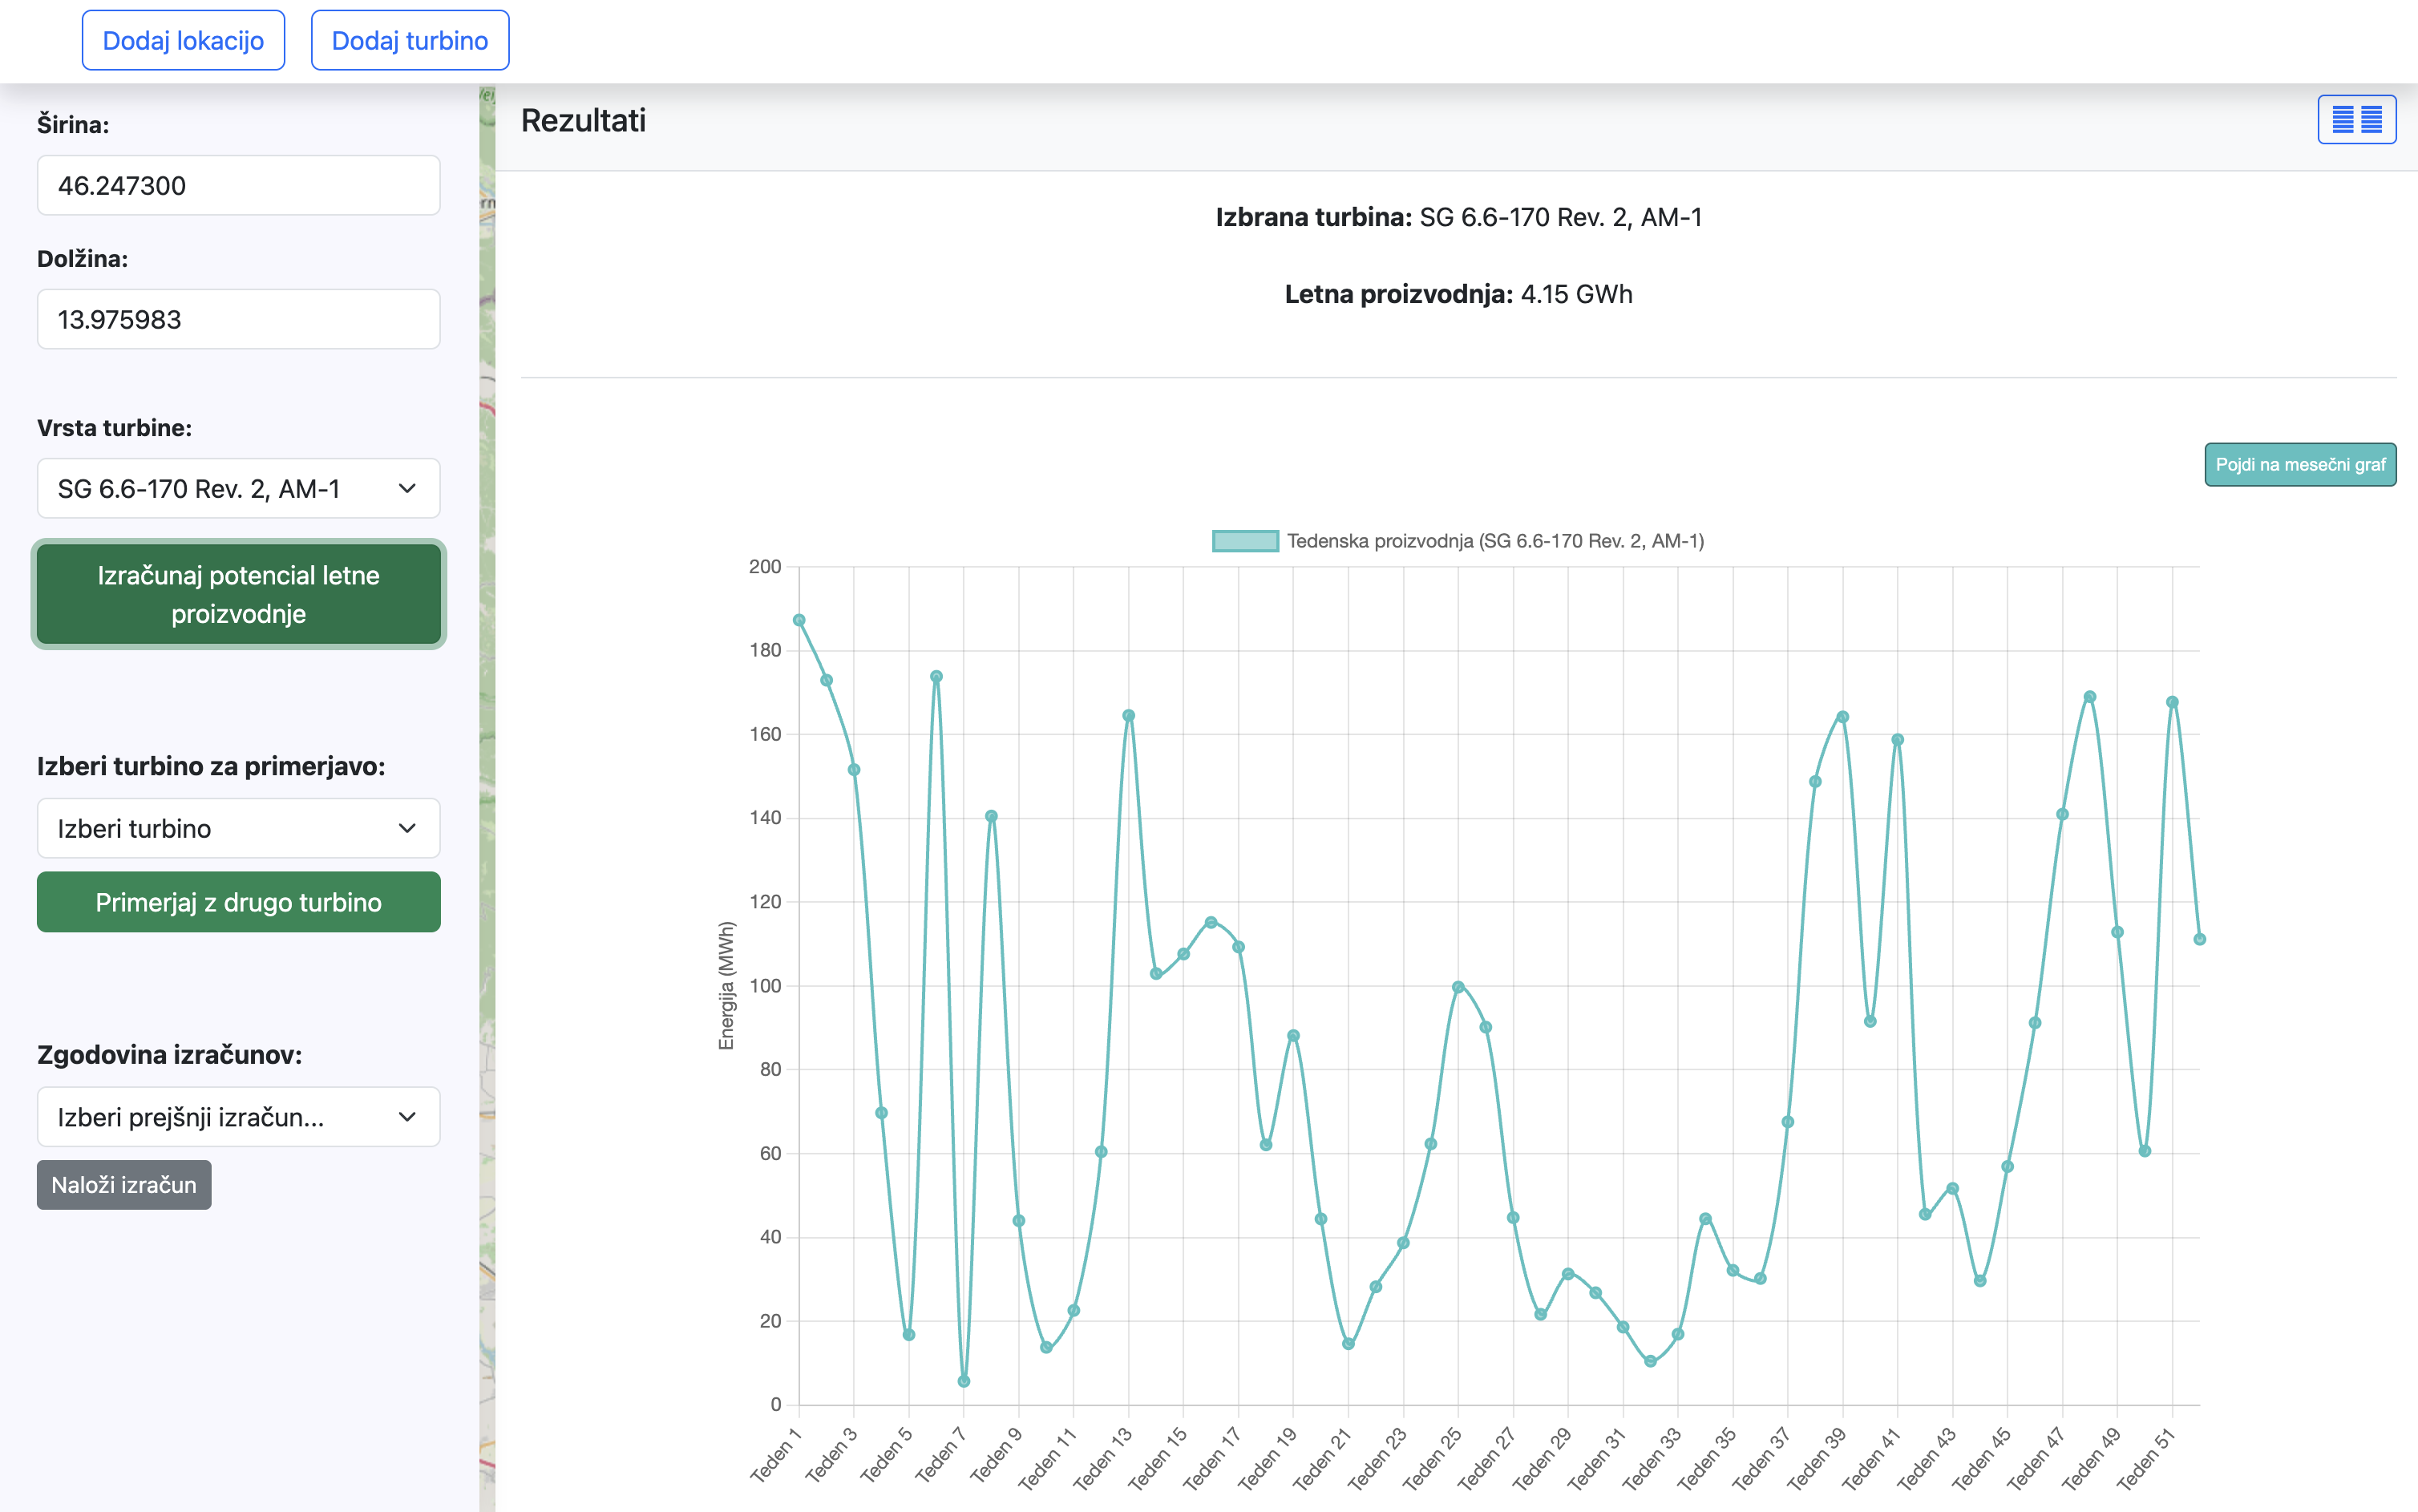 Dodaj lokacijo
Dodaj turbino
Širina:
46.247300
Dolžina:
13.975983
Vrsta turbine:
SG 6.6-170 Rev. 2, AM-1
Izračunaj potencial letne
proizvodnje
Izberi turbino za primerjavo:
Izberi turbino
Primerjaj z drugo turbino
Zgodovina izračunov:
Izberi prejšnji izračun...
Naloži izračun
Rezultati
Izbrana turbina: SG 6.6-170 Rev. 2, AM-1
Letna proizvodnja: 4.15 GWh
Pojdi na mesečni graf
Tedenska proizvodnja (SG 6.6-170 Rev. 2, AM-1)
Energija (MWh)
200
180
160
140
120
100
80
60
40
20
0
Teden 1
Teden 3
Teden 5
Teden 7
Teden 9
Teden 11
Teden 13
Teden 15
Teden 17
Teden 19
Teden 21
Teden 23
Teden 25
Teden 27
Teden 29
Teden 31
Teden 33
Teden 35
Teden 37
Teden 39
Teden 41
Teden 43
Teden 45
Teden 47
Teden 49
Teden 51